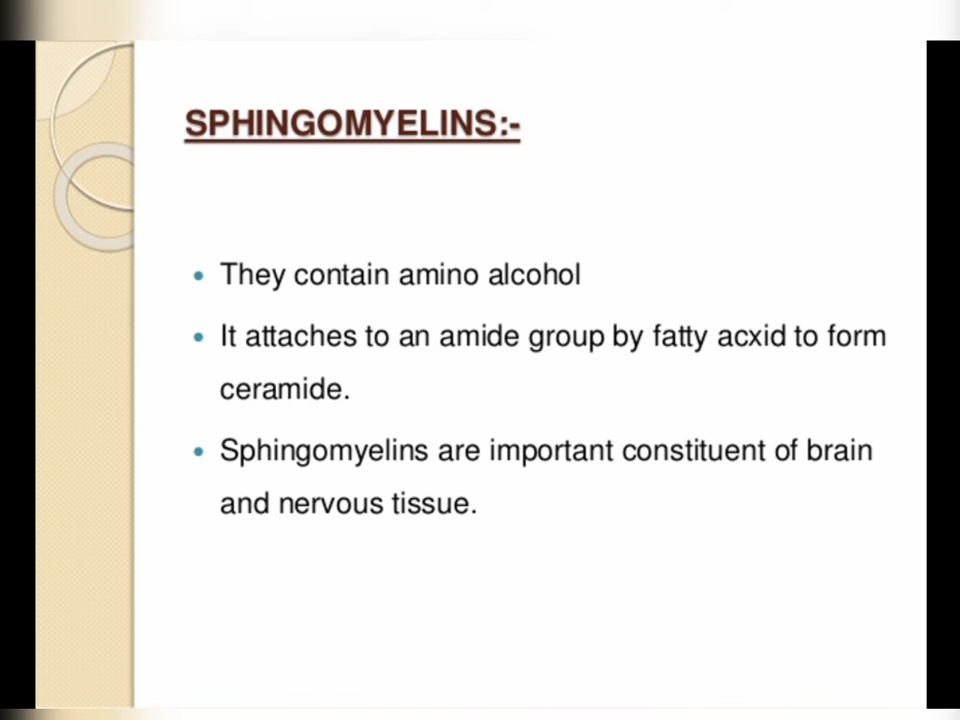 SPHINGOMYELINS:-
• They contain amino alcohol
• It attaches to an amide group by fatty acxid to form
ceramide.
• Sphingomyelins are important constituent of brain
and nervous tissue.